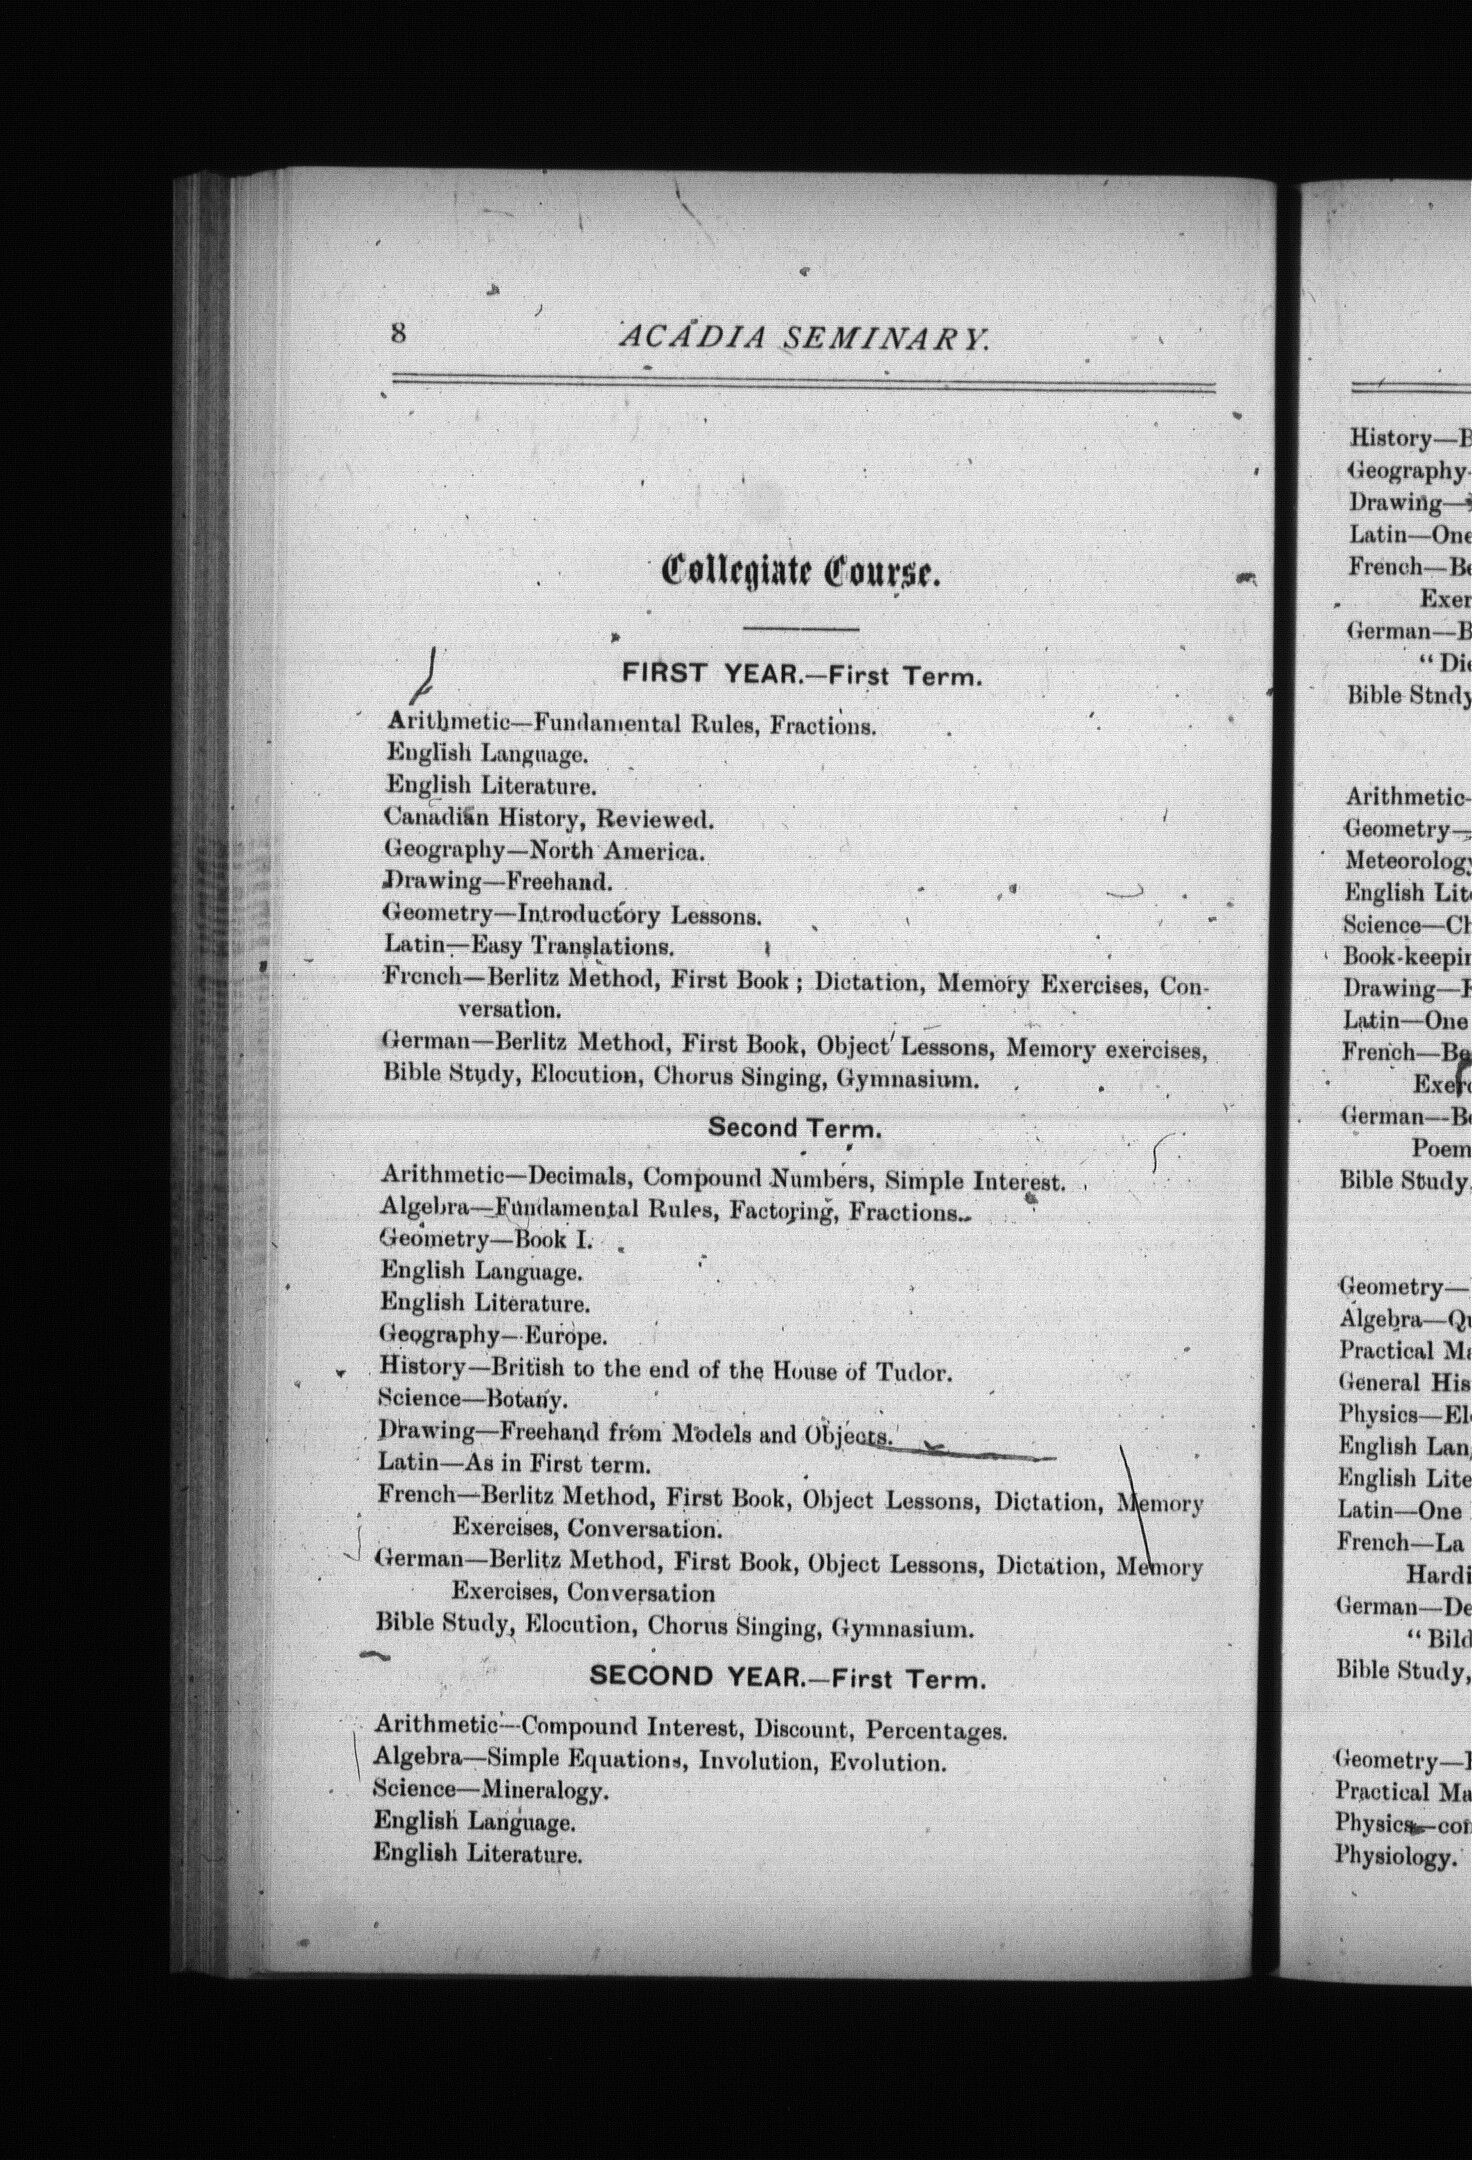 8
ACADIA SEMINARY.
Collegiate Course.
FIRST YEAR.—First Term.
Arithmetic—Fundamental Rules, Fractions.
English Language.
English Literature.
Canadian History, Reviewed.
Geography—North America.
Drawing—Freehand.
Geometry—Introductory Lessons.
Latin—Easy Translations.
French—Berlitz Method, First Book; Dictation, Memory Exercises, Con-
versation.
German—Berlitz Method, First Book, Object Lessons, Memory exercises,
Bible Study, Elocution, Chorus Singing, Gymnasium.
Second Term.
Arithmetic—Decimals, Compound Numbers, Simple Interest.
Algebra—Fundamental Rules, Factoring, Fractions.
Geometry—Book I.
English Language.
English Literature.
Geography—Europe.
History—British to the end of the House of Tudor.
Science—Botany.
Drawing—Freehand from Models and Objects.
Latin—As in First term.
French—Berlitz Method, First Book, Object Lessons, Dictation, Memory
Exercises, Conversation.
German—Berlitz Method, First Book, Object Lessons, Dictation, Memory
Exercises, Conversation
Bible Study, Elocution, Chorus Singing, Gymnasium.
SECOND YEAR.—First Term.
Arithmetic—Compound Interest, Discount, Percentages.
Algebra—Simple Equations, Involution, Evolution.
Science—Mineralogy.
English Language.
English Literature.
History—
Geography
Drawing—
Latin—One
French—
German—
Bible Stndy
Arithmetic
Geometry—
Meteorology
English
Science—
Drawing—
Latin—One
French—
German—
Poem
Bible Study,
Geometry—
Algebra—
Practical
General
Physics—
English
English
Latin—One
French—La
German—
Bible Study,
Geometry—
Practical
Physics—
Physiology.